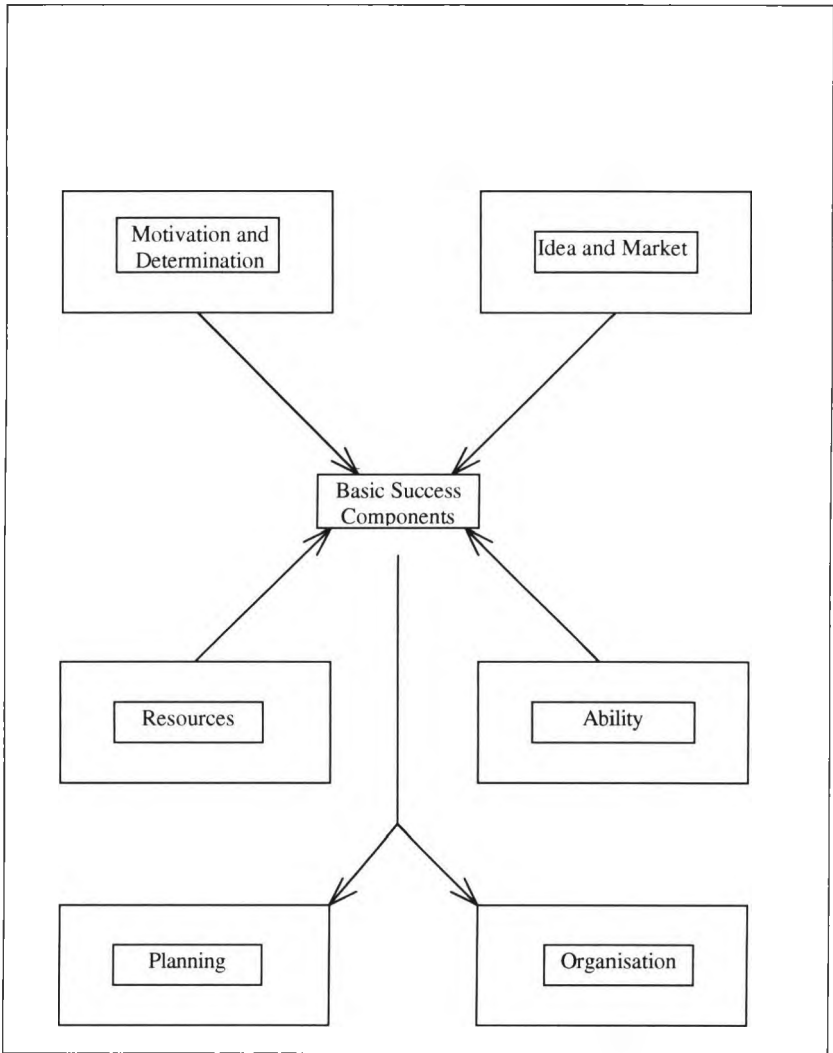 Motivation and
Determination
Idea and Market
Basic Success
Components
Resources
Ability
Planning
Organisation